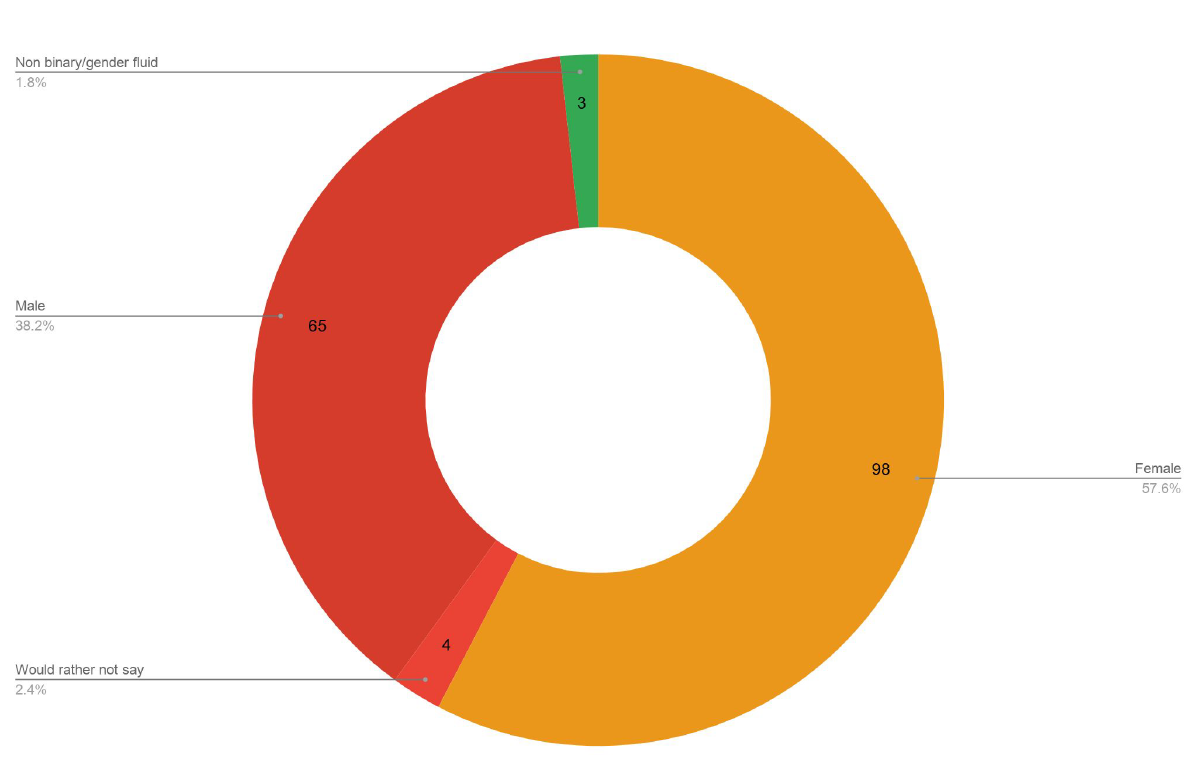 Non binary/gender fluid
1.8%
3
Male
38.2%
65
98
Female
57.6%
4
Would rather not say
2.4%